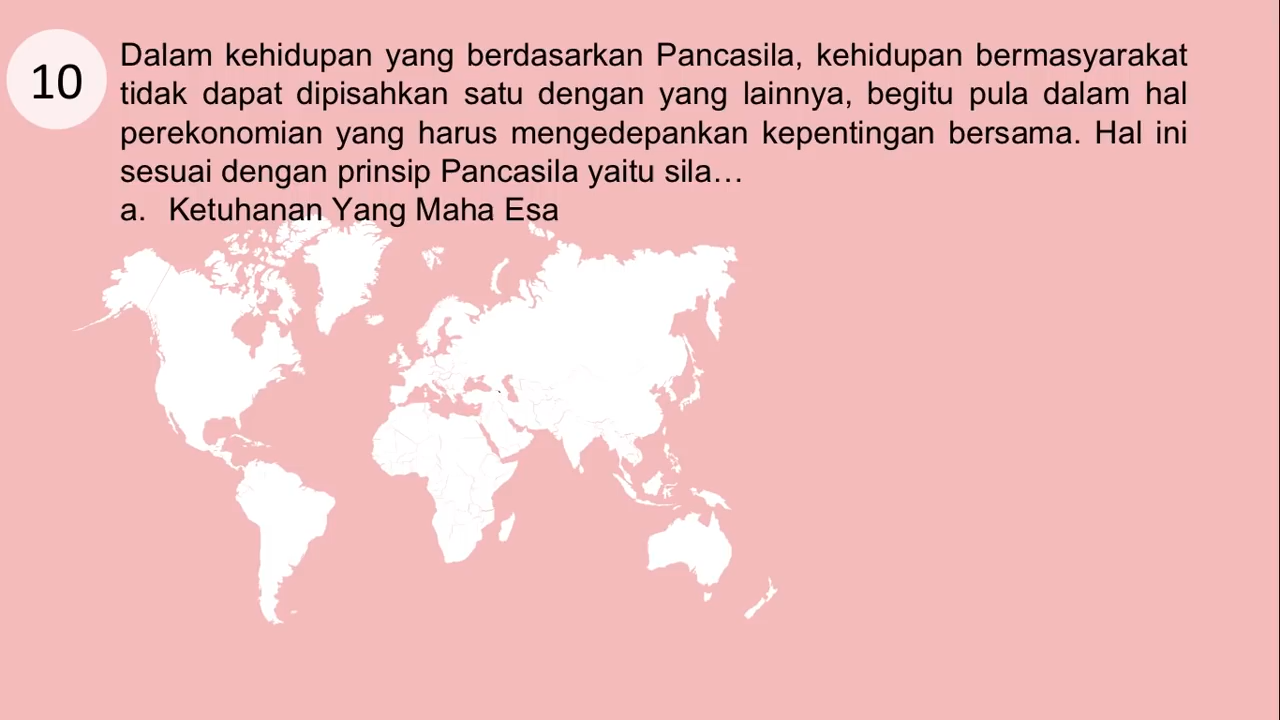 10
Dalam kehidupan yang berdasarkan Pancasila, kehidupan bermasyarakat
tidak dapat dipisahkan satu dengan yang lainnya, begitu pula dalam hal
perekonomian yang harus mengedepankan kepentingan bersama. Hal ini
sesuai dengan prinsip Pancasila yaitu sila…
a. Ketuhanan Yang Maha Esa